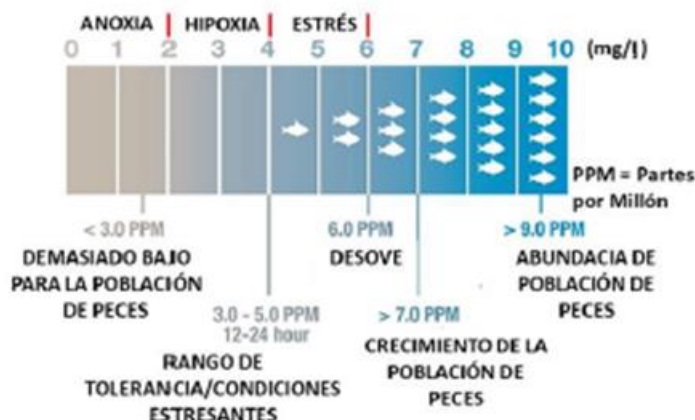 ANOXIA HIPOXIA ESTRÉS
0 1 2 3 4 5 6 7 8 9 10 (mg/l)
PPM = Partes
por Millón
< 3.0 PPM
DEMASIADO BAJO
PARA LA POBLACIÓN
DE PECES
3.0 - 5.0 PPM
12-24 hour
RANGO DE
TOLERANCIA/CONDICIONES
ESTRESANTES
6.0 PPM
DESOVE
> 7.0 PPM
CRECIMIENTO DE LA
POBLACIÓN DE
PECES
> 9.0 PPM
ABUNDACIA DE
POBLACIÓN DE
PECES